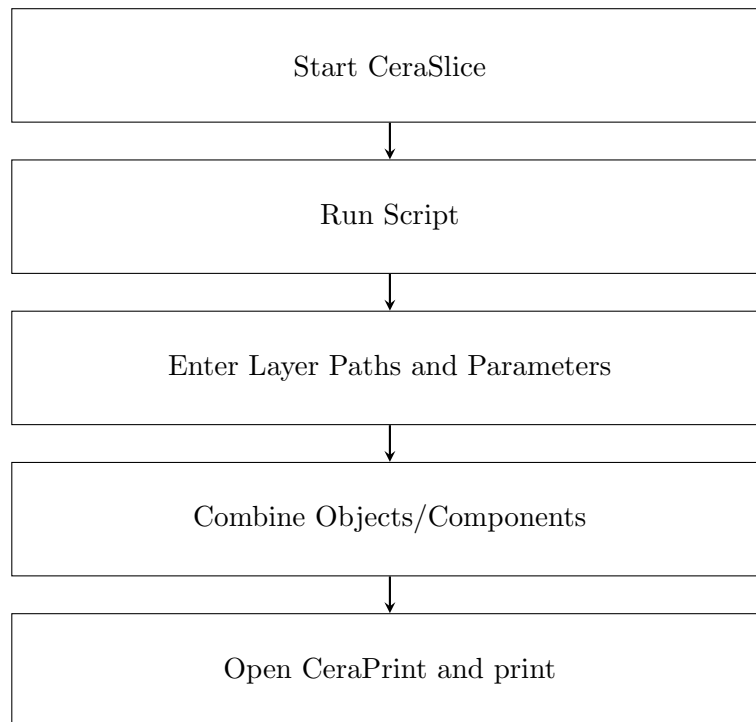 Start CeraSlice
Run Script
Enter Layer Paths and Parameters
Combine Objects/Components
Open CeraPrint and print